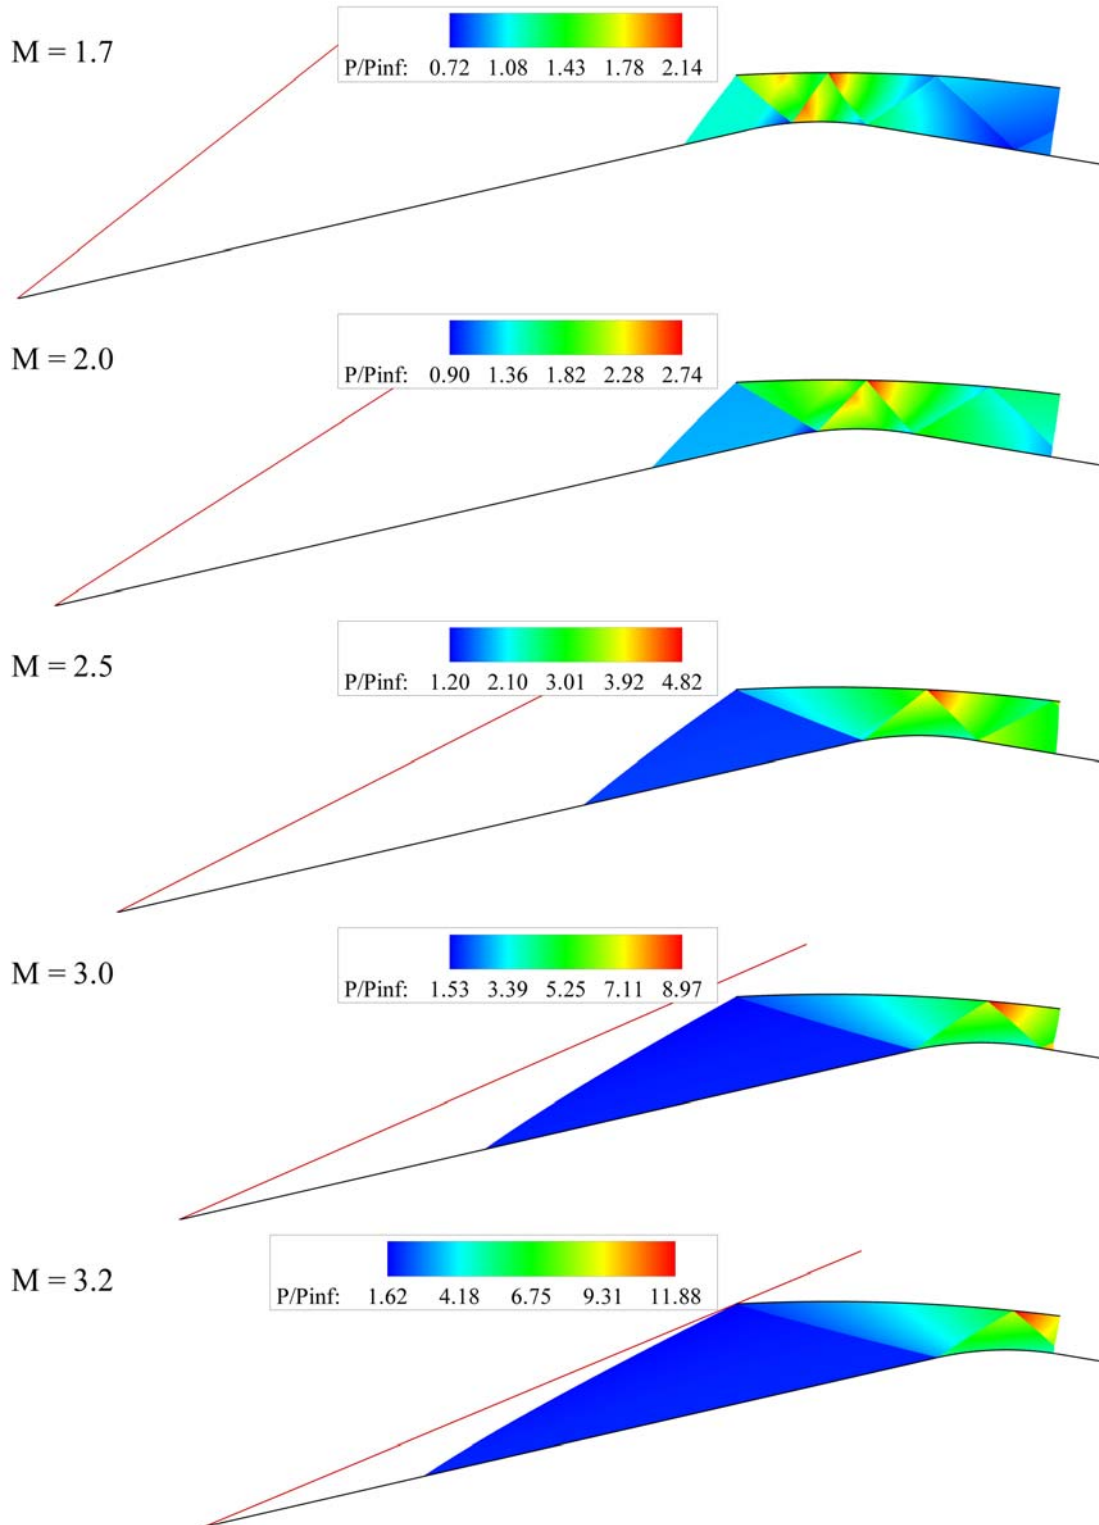 M = 1.7
P/Pinf: 0.72 1.08 1.43 1.78 2.14
M = 2.0
P/Pinf: 0.90 1.36 1.82 2.28 2.74
M = 2.5
P/Pinf: 1.20 2.10 3.01 3.92 4.82
M = 3.0
P/Pinf: 1.53 3.39 5.25 7.11 8.97
M = 3.2
P/Pinf: 1.62 4.18 6.75 9.31 11.88